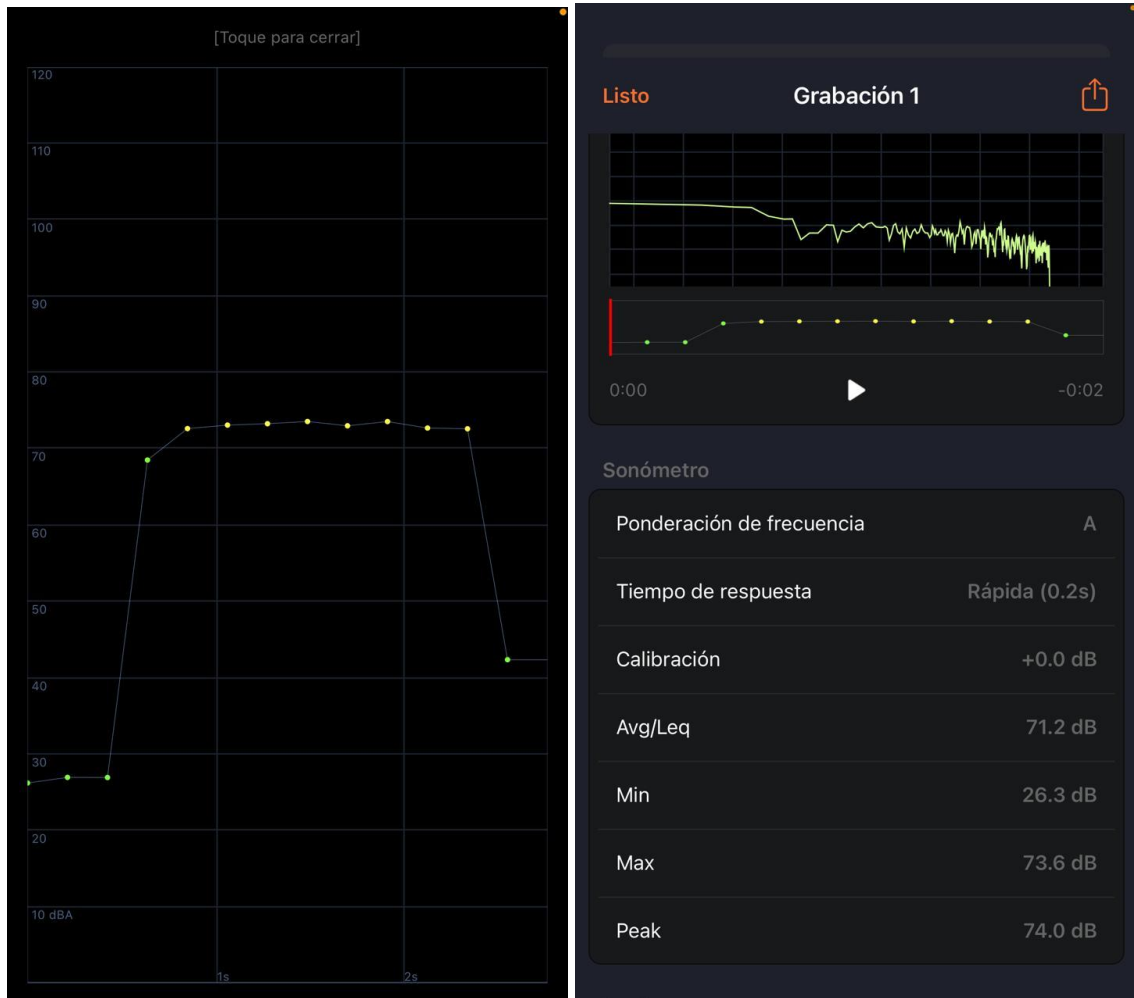 [Toque para cerrar]
120
110
100
90
80
70
60
50
40
30
20
10 dBA
1s
2s
Listo
Grabación 1
0:00
-0:02
Sonómetro
Ponderación de frecuencia
A
Tiempo de respuesta
Rápida (0.2s)
Calibración
+0.0 dB
Avg/Leq
71.2 dB
Min
26.3 dB
Max
73.6 dB
Peak
74.0 dB